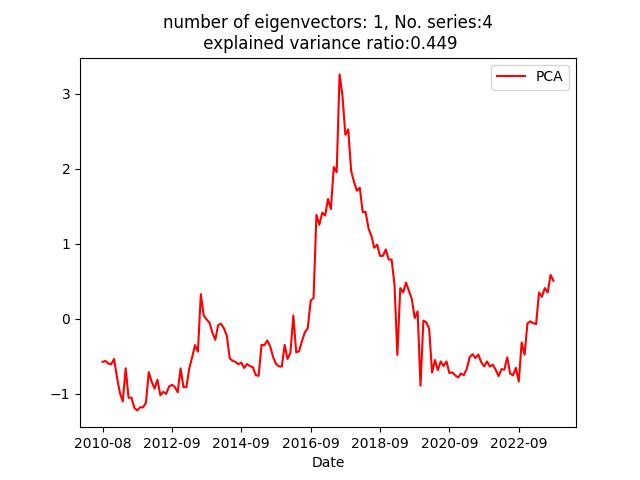 number of eigenvectors: 1, No. series:4
explained variance ratio:0.449
PCA
3
2
1
0
−1
2010-08 2012-09 2014-09 2016-09 2018-09 2020-09 2022-09
Date